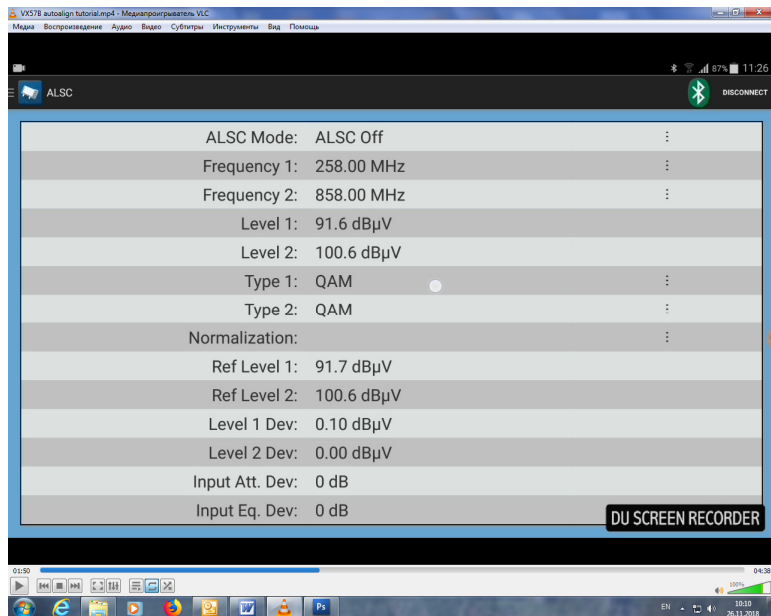 VX57B autoalign tutorial.mp4 - Медиапроигрыватель VLC
Медиа Воспроизведение Аудио Видео Субтитры Инструменты Вид Помощь
87% 11:26
ALSC DISCONNECT
ALSC Mode: ALSC Off
Frequency 1: 258.00 MHz
Frequency 2: 858.00 MHz
Level 1: 91.6 dBµV
Level 2: 100.6 dBµV
Type 1: QAM
Type 2: QAM
Normalization:
Ref Level 1: 91.7 dBµV
Ref Level 2: 100.6 dBµV
Level 1 Dev: 0.10 dBµV
Level 2 Dev: 0.00 dBµV
Input Att. Dev: 0 dB
Input Eq. Dev: 0 dB
DU SCREEN RECORDER
01:50 04:38
100%
W Ps EN 10:10
26.11.2018